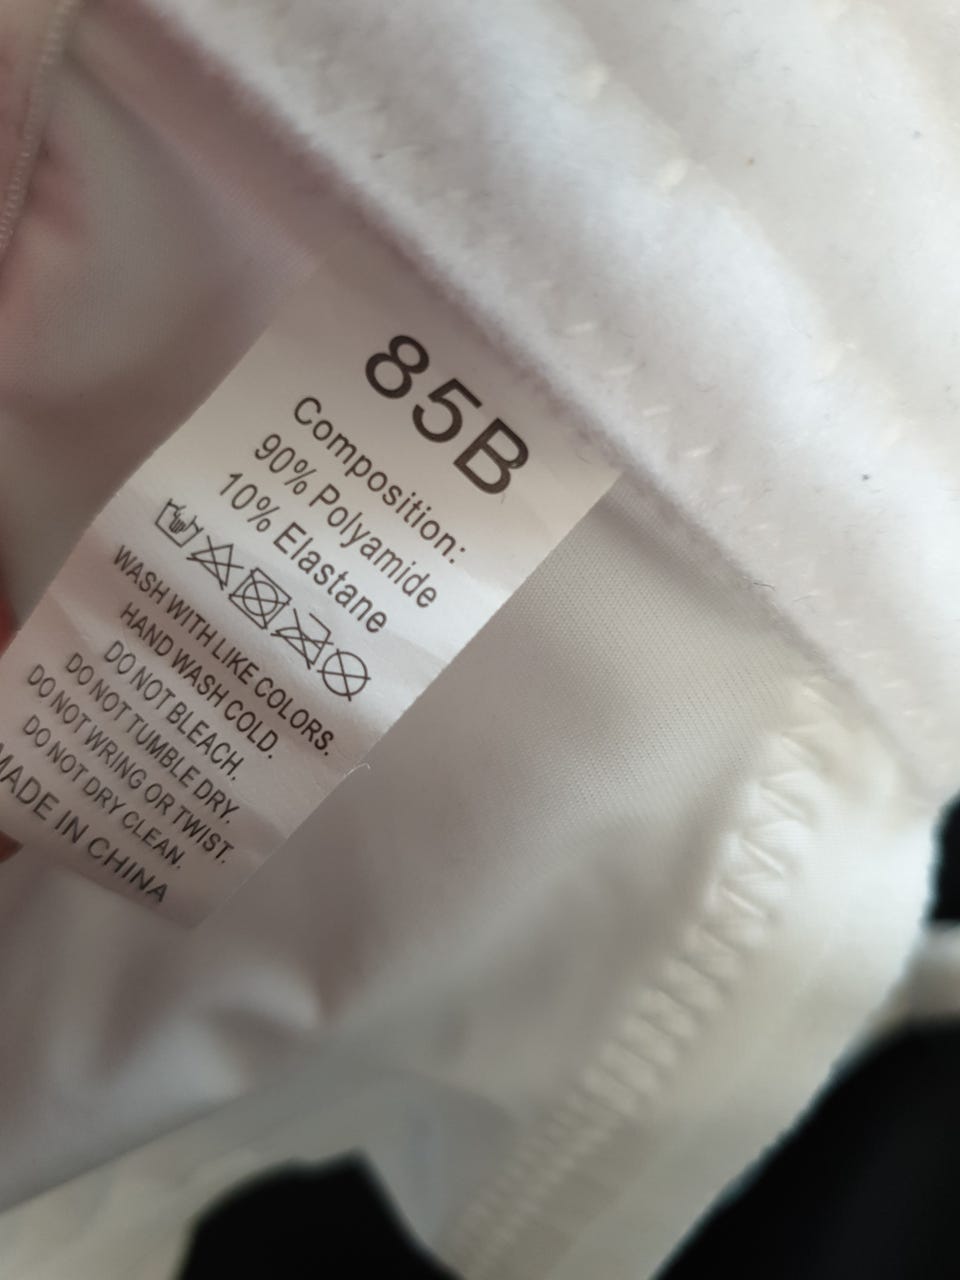 85B
Composition:
90% Polyamide
10% Elastane
WASH WITH LIKE COLORS.
HAND WASH COLD.
DO NOT BLEACH.
DO NOT TUMBLE DRY.
DO NOT WRING OR TWIST.
DO NOT DRY CLEAN.
MADE IN CHINA